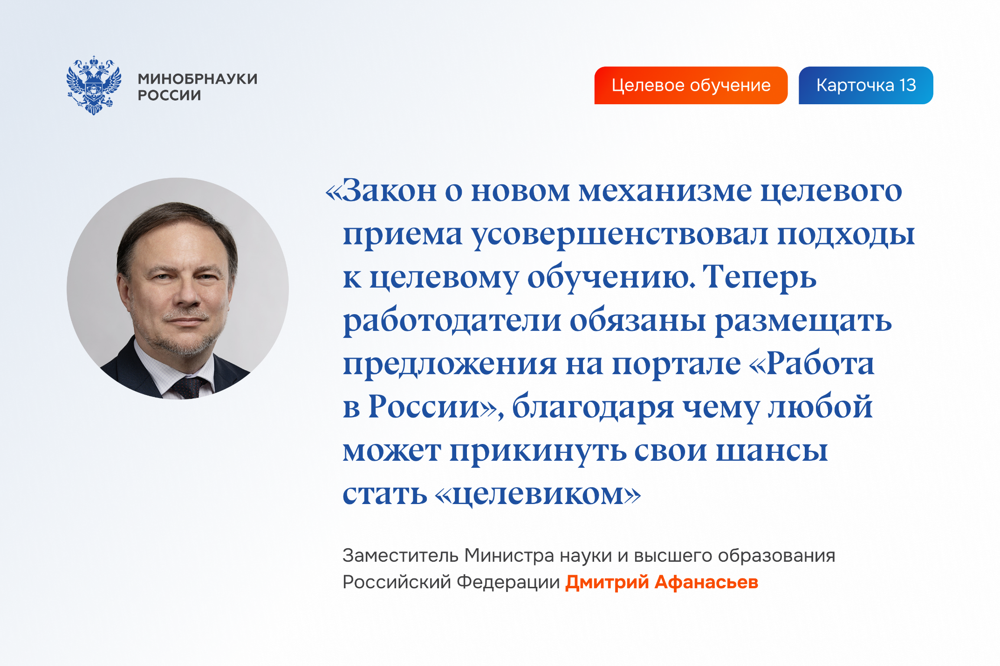 МИНОБРНАУКИ
РОССИИ
Целевое обучение
Карточка 13
«Закон о новом механизме целевого
приема усовершенствовал подходы
к целевому обучению. Теперь
работодатели обязаны размещать
предложения на портале «Работа
в России», благодаря чему любой
может прикинуть свои шансы
стать «целевиком»
Заместитель Министра науки и высшего образования
Российский Федерации Дмитрий Афанасьев